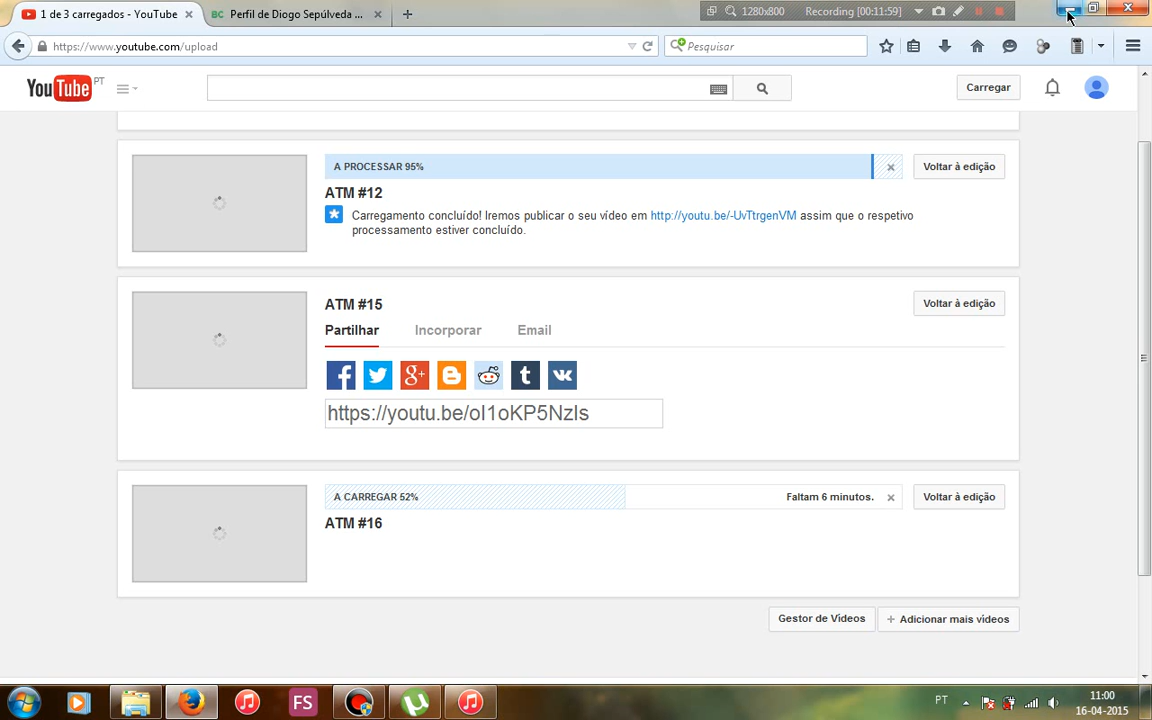 1 de 3 carregados - YouTube
BC Perfil de Diogo Sepúlveda ...
1280x800
Recording [00:11:59]
https://www.youtube.com/upload
Pesquisar
YouTube PT
Carregar
A PROCESSAR 95%
Voltar à edição
ATM #12
Carregamento concluído! Iremos publicar o seu vídeo em http://youtu.be/-UvTtrgenVM assim que o respetivo
processamento estiver concluído.
ATM #15
Voltar à edição
Partilhar
Incorporar
Email
https://youtu.be/oI1oKP5NzIs
A CARREGAR 52%
Faltam 6 minutos.
Voltar à edição
ATM #16
Gestor de Vídeos
+ Adicionar mais vídeos
FS
PT
11:00
16-04-2015